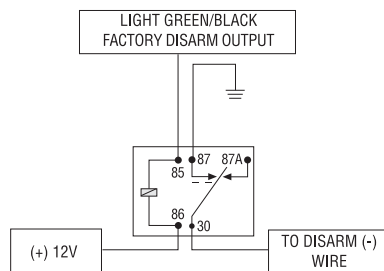 LIGHT GREEN/BLACK
FACTORY DISARM OUTPUT
87 87A
85
86
30
(+) 12V
TO DISARM (-)
WIRE